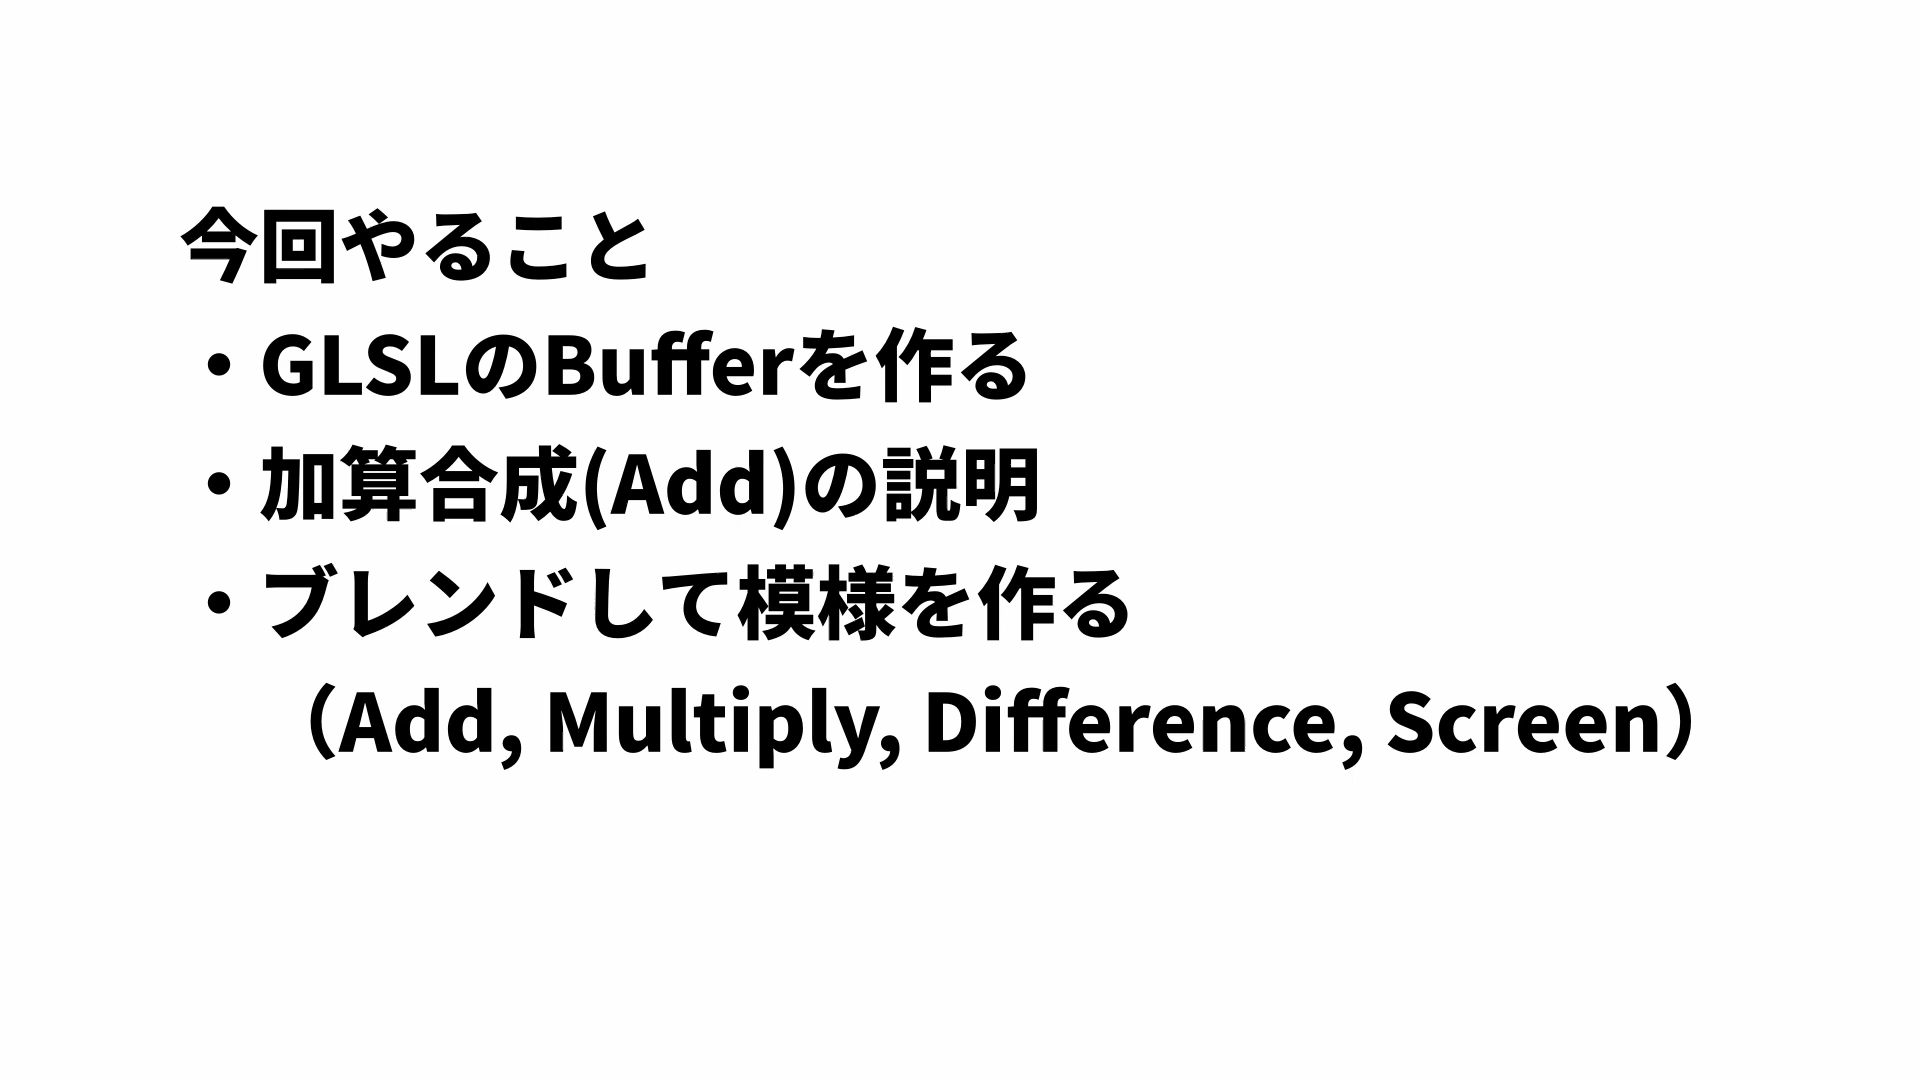 今回やること
・GLSLのBufferを作る
・加算合成(Add)の説明
・ブレンドして模様を作る
（Add, Multiply, Difference, Screen）